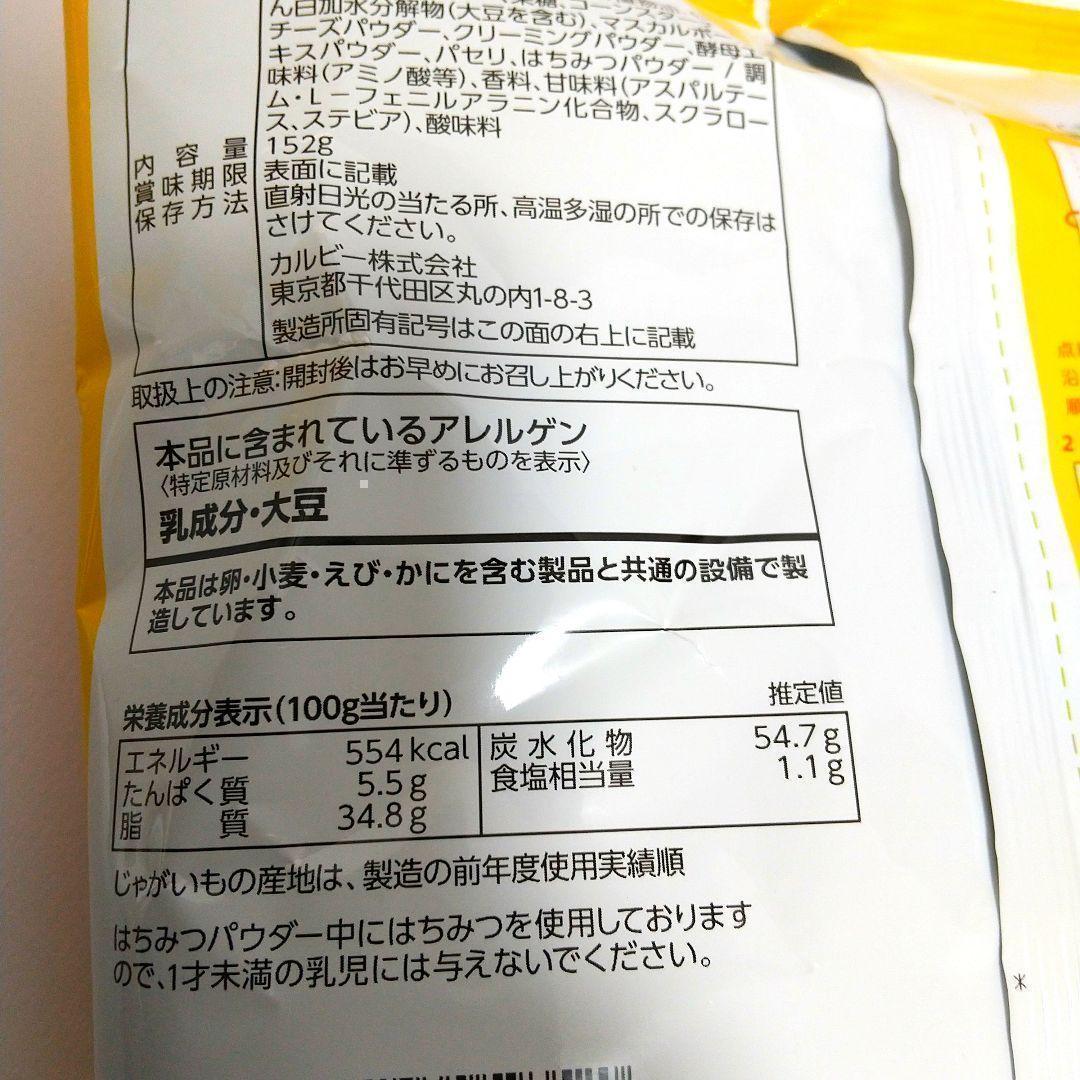 ん白加水分解物(大豆を含む)、マスカルポー
チーズパウダー、クリーミングパウダー、酵母エ
キスパウダー、パセリ、はちみつパウダー / 調
味料(アミノ酸等)、香料、甘味料(アスパルテー
ム・L-フェニルアラニン化合物、スクラロー
ス、ステビア)、酸味料
内容量 152g
賞味期限 表面に記載
保存方法 直射日光の当たる所、高温多湿の所での保存は
さけてください。
カルビー株式会社
東京都千代田区丸の内1-8-3
製造所固有記号はこの面の右上に記載
取扱上の注意:開封後はお早めにお召し上がりください。
本品に含まれているアレルゲン
〈特定原材料及びそれに準ずるものを表示〉
乳成分・大豆
本品は卵・小麦・えび・かにを含む製品と共通の設備で製
造しています。
栄養成分表示(100g当たり) 推定値
エネルギー 554kcal 炭水化物 54.7g
たんぱく質 5.5g 食塩相当量 1.1g
脂質 34.8g
じゃがいもの産地は、製造の前年度使用実績順
はちみつパウダー中にはちみつを使用しております
ので、1才未満の乳児には与えないでください。
*
2